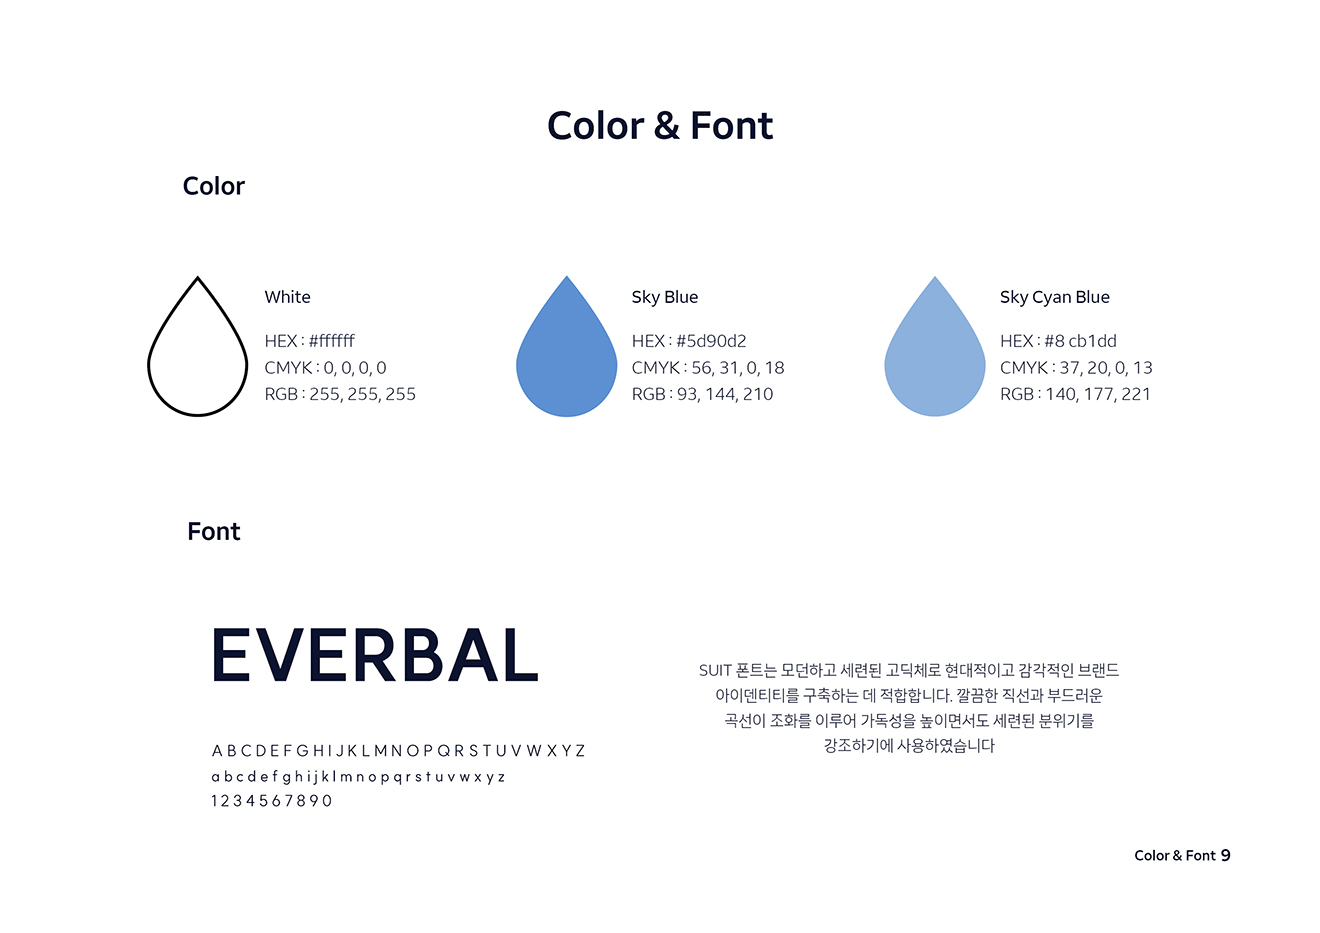 Color & Font
Color
White
HEX : #ffffff
CMYK : 0, 0, 0, 0
RGB : 255, 255, 255
Sky Blue
HEX : #5d90d2
CMYK : 56, 31, 0, 18
RGB : 93, 144, 210
Sky Cyan Blue
HEX : #8 cb1dd
CMYK : 37, 20, 0, 13
RGB : 140, 177, 221
Font
EVERBAL
A B C D E F G H I J K L M N O P Q R S T U V W X Y Z
a b c d e f g h i j k l m n o p q r s t u v w x y z
1 2 3 4 5 6 7 8 9 0
SUIT 폰트는 모던하고 세련된 고딕체로 현대적이고 감각적인 브랜드
아이덴티티를 구축하는 데 적합합니다. 깔끔한 직선과 부드러운
곡선이 조화를 이루어 가독성을 높이면서도 세련된 분위기를
강조하기에 사용하였습니다
Color & Font 9